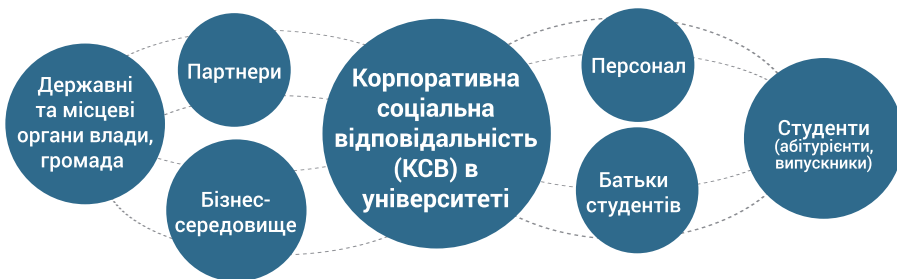 Державні
та місцеві
органи влади,
громада
Партнери
Бізнес-
середовище
Корпоративна
соціальна
відповідальність
(КСВ) в
університеті
Персонал
Батьки
студентів
Студенти
(абітурієнти,
випускники)